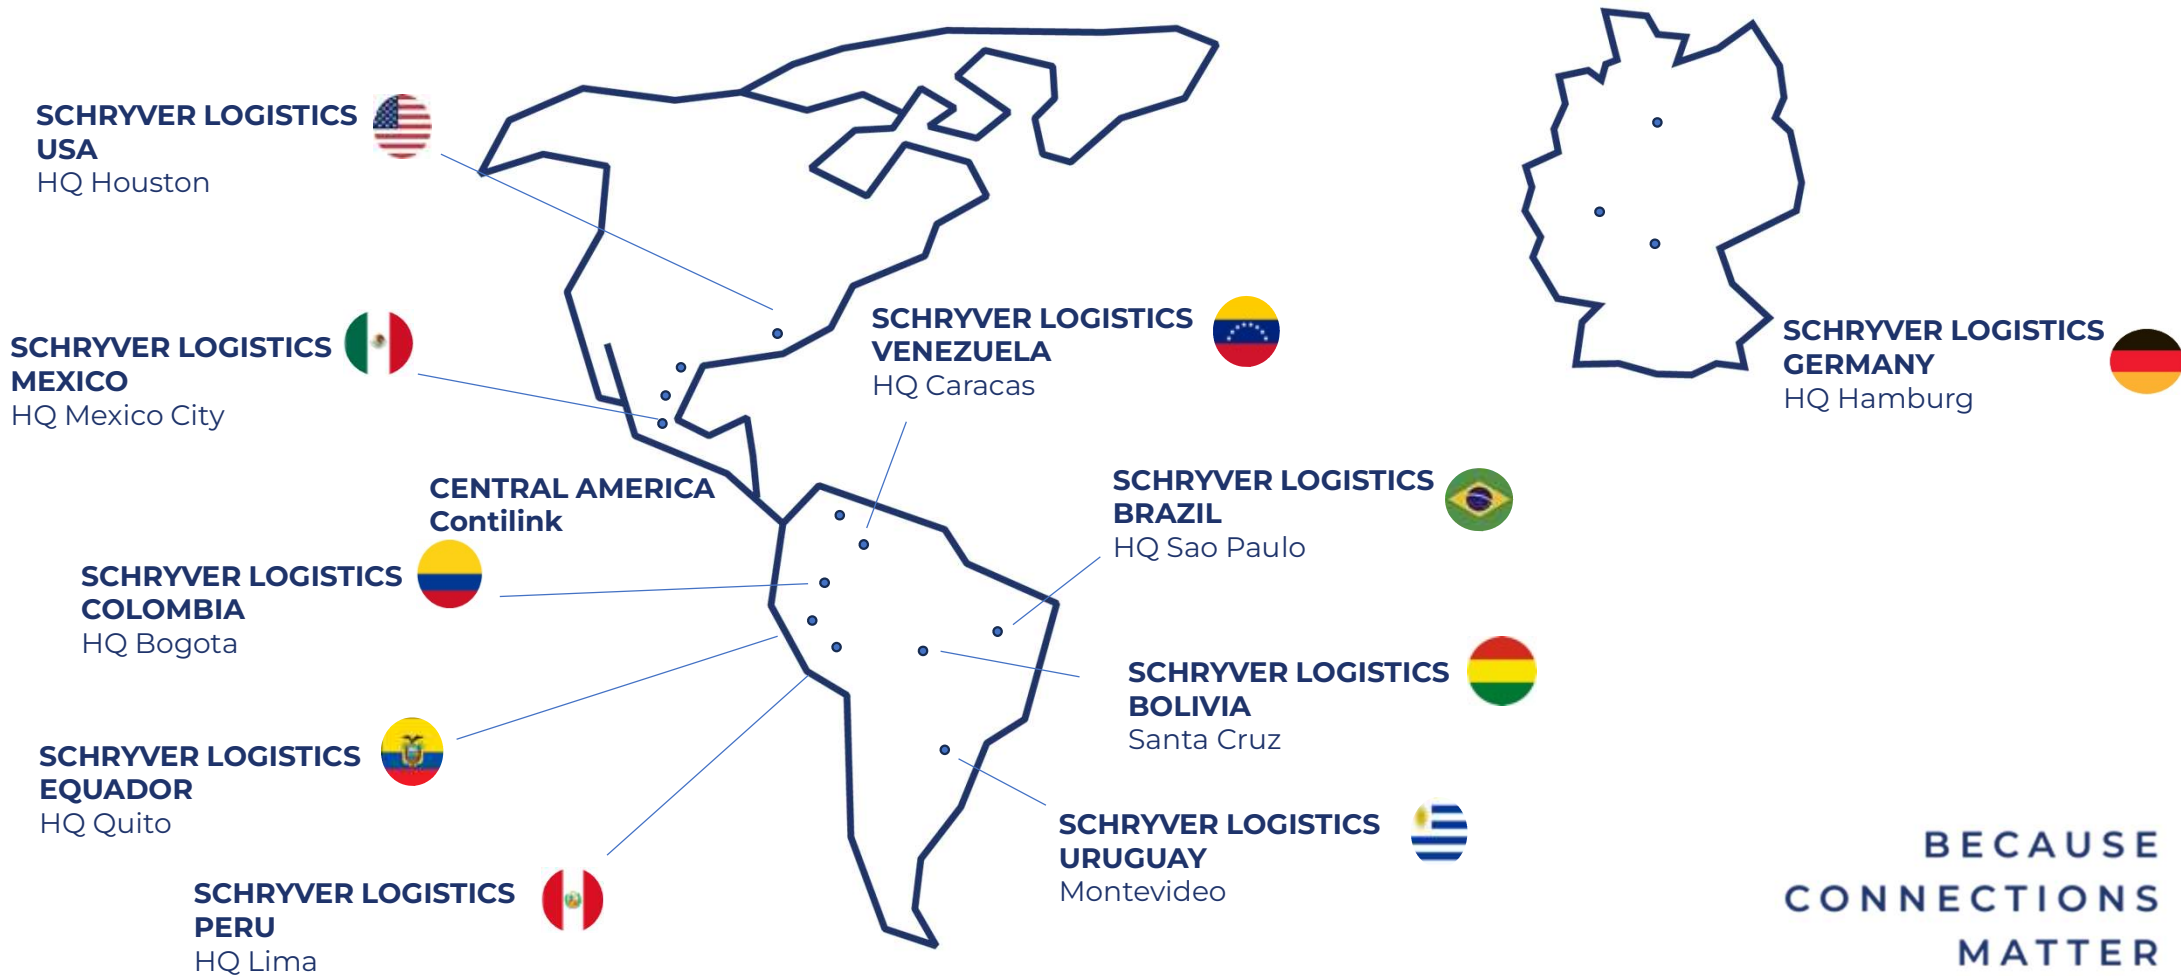 SCHRYVER LOGISTICS
USA
HQ Houston
SCHRYVER LOGISTICS
MEXICO
HQ Mexico City
SCHRYVER LOGISTICS
VENEZUELA
HQ Caracas
SCHRYVER LOGISTICS
GERMANY
HQ Hamburg
CENTRAL AMERICA
Contilink
SCHRYVER LOGISTICS
BRAZIL
HQ Sao Paulo
SCHRYVER LOGISTICS
COLOMBIA
HQ Bogota
SCHRYVER LOGISTICS
BOLIVIA
Santa Cruz
SCHRYVER LOGISTICS
EQUADOR
HQ Quito
SCHRYVER LOGISTICS
URUGUAY
Montevideo
SCHRYVER LOGISTICS
PERU
HQ Lima
BECAUSE
CONNECTIONS
MATTER